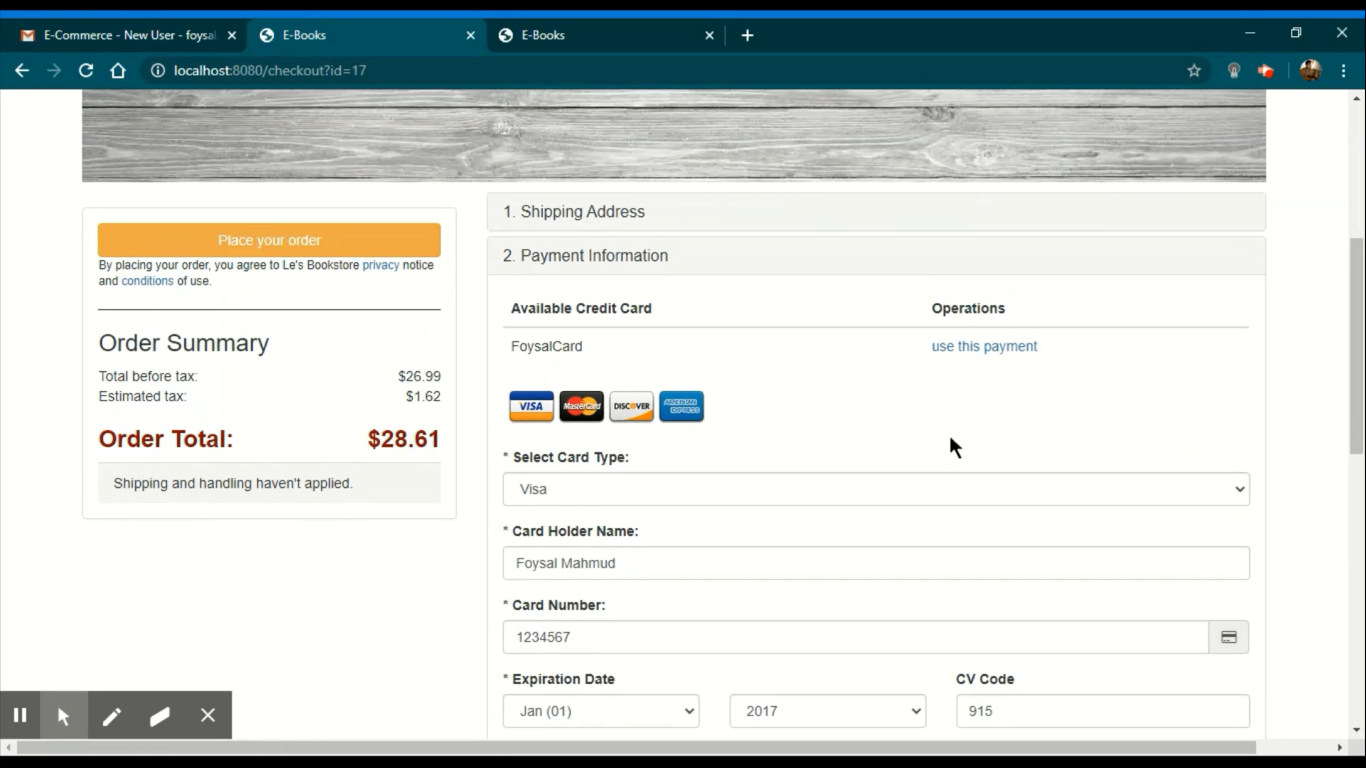 E-Commerce - New User - foysal
E-Books
E-Books
localhost:8080/checkout?id=17
Place your order
By placing your order, you agree to Le's Bookstore privacy notice
and conditions of use.
Order Summary
Total before tax: $26.99
Estimated tax: $1.62
Order Total: $28.61
Shipping and handling haven't applied.
1. Shipping Address
2. Payment Information
Available Credit Card Operations
FoysalCard use this payment
VISA MasterCard DISCOVER AMERICAN EXPRESS
* Select Card Type:
Visa
* Card Holder Name:
Foysal Mahmud
* Card Number:
1234567
* Expiration Date CV Code
Jan (01) 2017 915